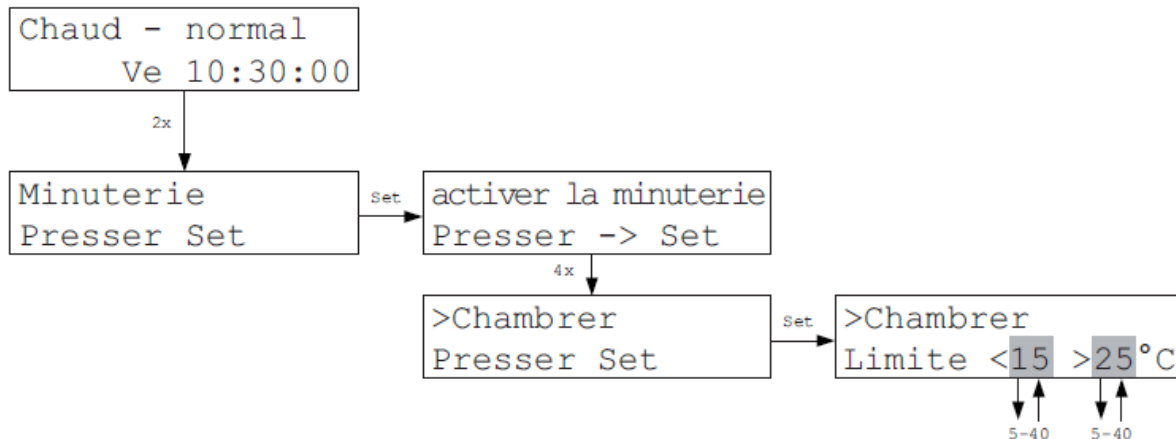 Chaud - normal
Ve 10:30:00
2x
Minuterie
Presser Set
Set
activer la minuterie
Presser -> Set
4x
>Chambrer
Presser Set
Set
>Chambrer
Limite <15 >25°C
5-40 5-40